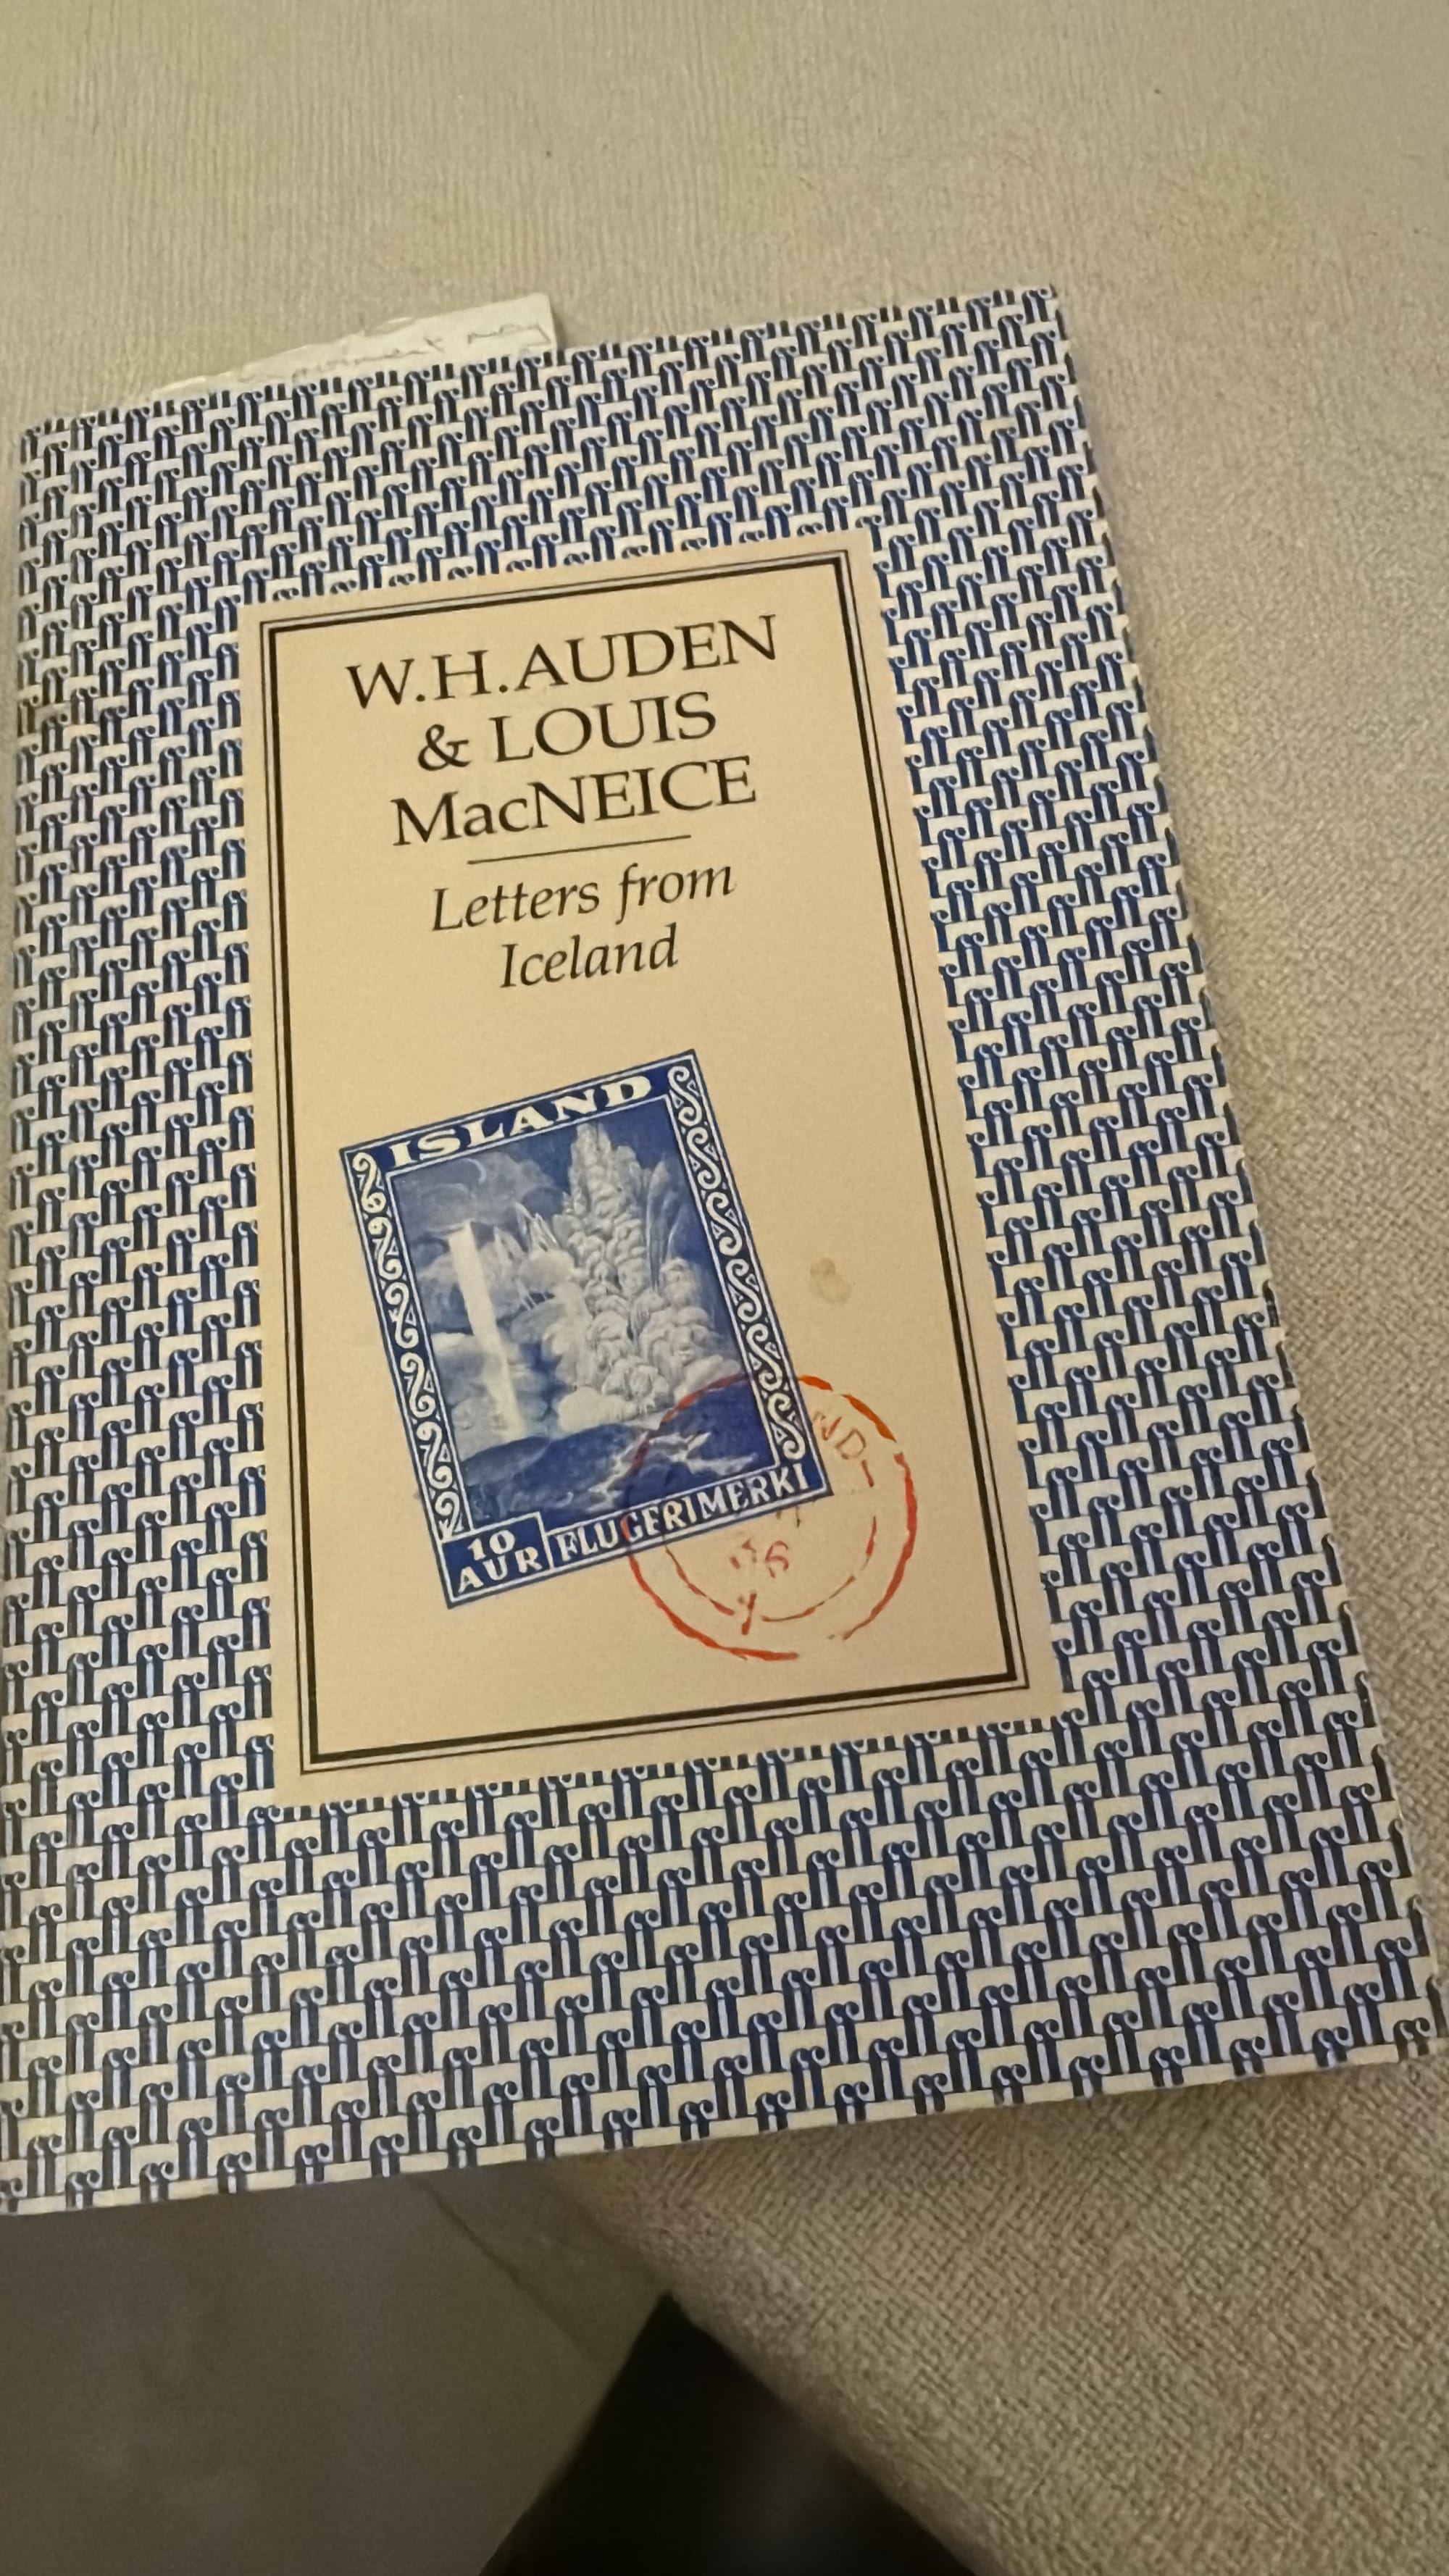 W.H.AUDEN
& LOUIS
MacNEICE
Letters from
Iceland
ISLAND
10
AUR
FLUGFRIMERKI